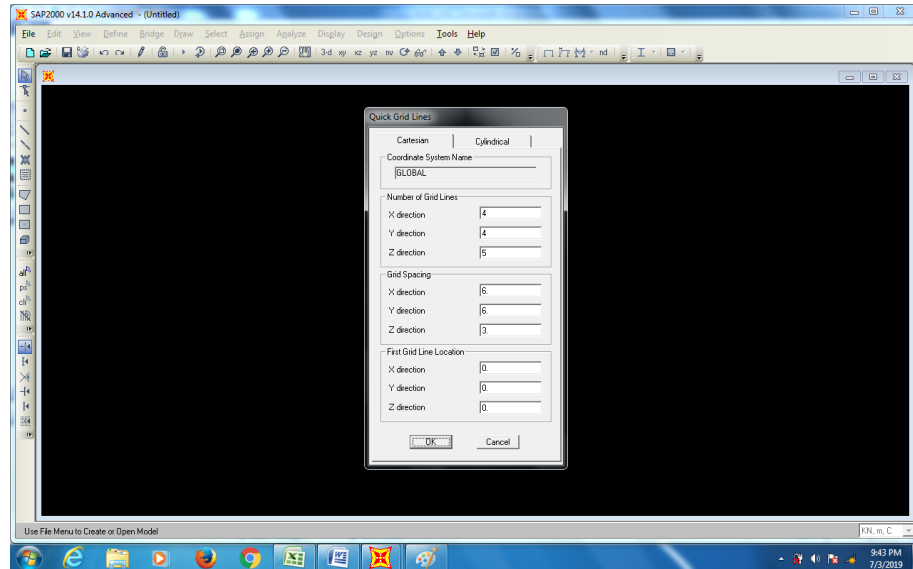 SAP2000 v14.1.0 Advanced - (Untitled)
File Edit View Define Bridge Draw Select Assign Analyze Display Design Options Tools Help
3-d xy xz yz nv
nd
Quick Grid Lines
Cartesian Cylindrical
Coordinate System Name
GLOBAL
Number of Grid Lines
X direction 4
Y direction 4
Z direction 5
Grid Spacing
X direction 6.
Y direction 6.
Z direction 3.
First Grid Line Location
X direction 0.
Y direction 0.
Z direction 0.
OK Cancel
all
ps
clr
Use File Menu to Create or Open Model
KN, m, C
9:43 PM
7/3/2019